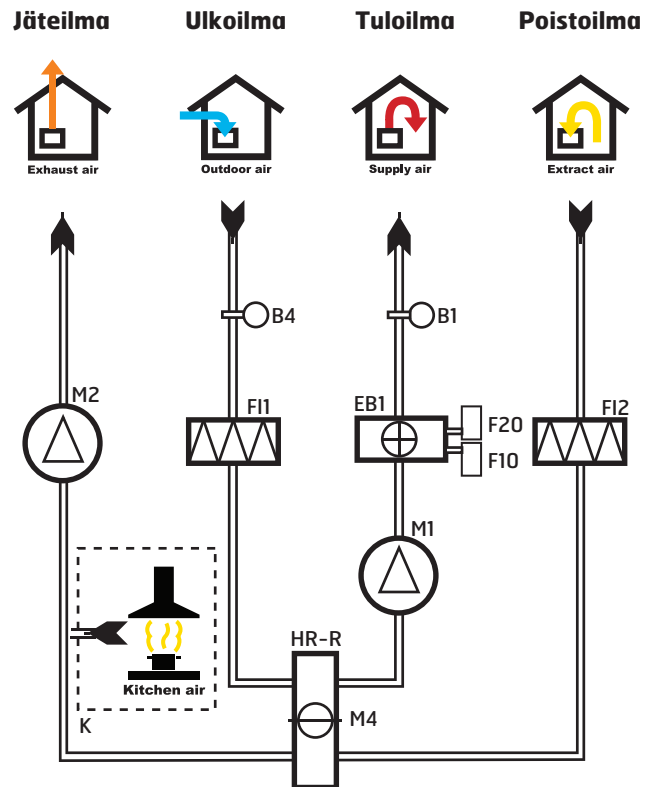 Jäteilma Ulkoilma Tuloilma Poistoilma
Exhaust air Outdoor air Supply air Extract air
B4 B1
M2 FI1 EB1 FI2
F20
F10
M1
HR-R
Kitchen air
K M4